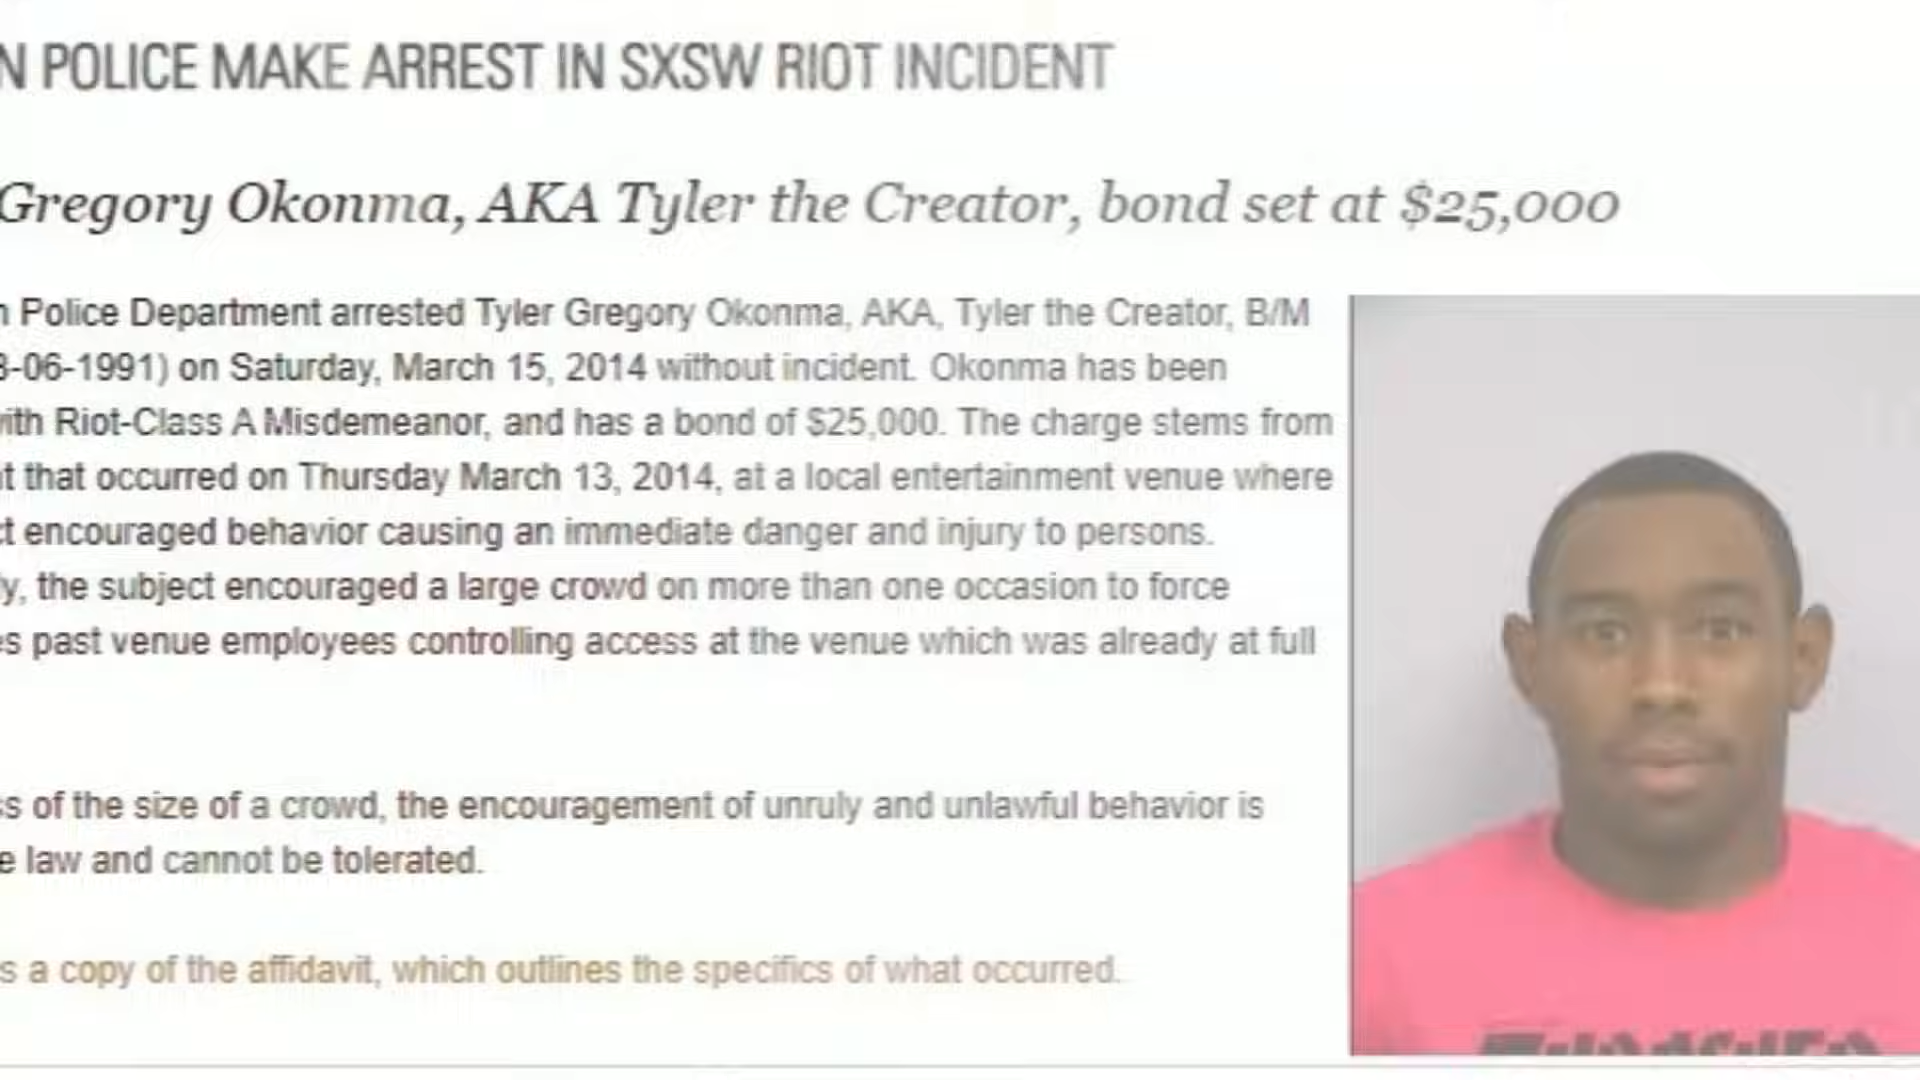 N POLICE MAKE ARREST IN SXSW RIOT INCIDENT
Gregory Okonma, AKA Tyler the Creator, bond set at $25,000
n Police Department arrested Tyler Gregory Okonma, AKA, Tyler the Creator, B/M
3-06-1991) on Saturday, March 15, 2014 without incident. Okonma has been
vith Riot-Class A Misdemeanor, and has a bond of $25,000. The charge stems from
t that occurred on Thursday March 13, 2014, at a local entertainment venue where
ct encouraged behavior causing an immediate danger and injury to persons.
y, the subject encouraged a large crowd on more than one occasion to force
es past venue employees controlling access at the venue which was already at full
ss of the size of a crowd, the encouragement of unruly and unlawful behavior is
e law and cannot be tolerated.
s a copy of the affidavit, which outlines the specifics of what occurred.